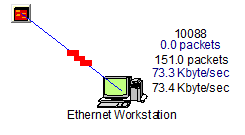 10088
0.0 packets
151.0 packets
73.3 Kbyte/sec
73.4 Kbyte/sec
Ethernet Workstation